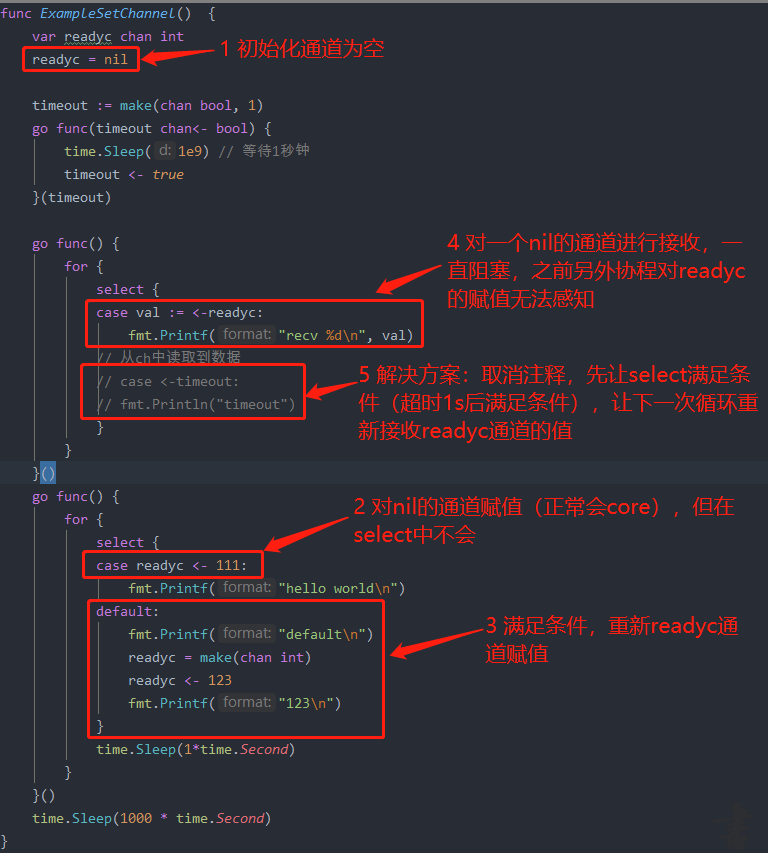 func ExampleSetChannel()  {
    var readyc chan int
    readyc = nil
1 初始化通道为空
    timeout := make(chan bool, 1)
    go func(timeout chan<- bool) {
        time.Sleep( d: 1e9) // 等待1秒钟
        timeout <- true
    }(timeout)
    go func() {
        for {
            select {
            case val := <-readyc:
                fmt.Printf( format: "recv %d\n", val)
            // 从ch中读取到数据
            // case <-timeout:
            // fmt.Println("timeout")
            }
        }
    }()
4 对一个nil的通道进行接收，一
直阻塞，之前另外协程对readyc
的赋值无法感知
5 解决方案：取消注释，先让select满足条
件（超时1s后满足条件），让下一次循环重
新接收readyc通道的值
    go func() {
        for {
            select {
            case readyc <- 111:
                fmt.Printf( format: "hello world\n")
            default:
                fmt.Printf( format: "default\n")
                readyc = make(chan int)
                readyc <- 123
                fmt.Printf( format: "123\n")
            }
            time.Sleep(1*time.Second)
        }
    }()
2 对nil的通道赋值（正常会core），但在
select中不会
3 满足条件，重新readyc通
道赋值
    time.Sleep(1000 * time.Second)
}